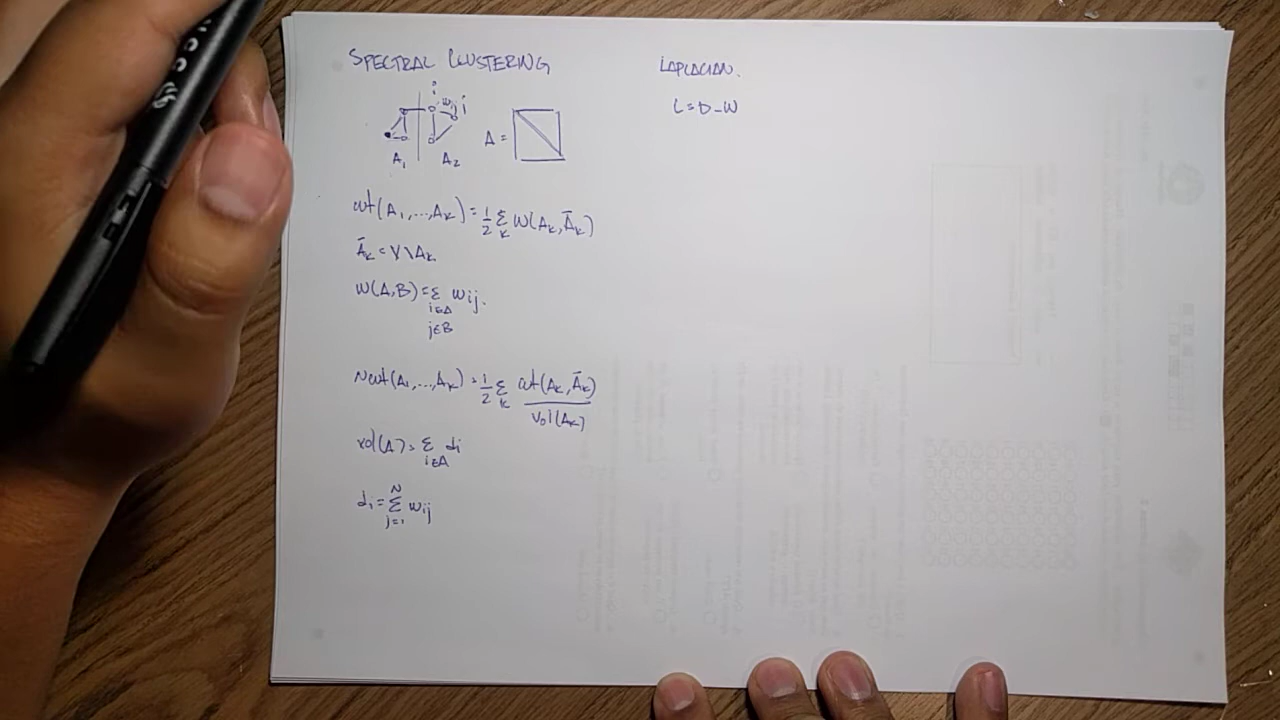 SPECTRAL CLUSTERING
i
wij j
A =
A₁ A₂
cut(A₁,...,Aₖ) = 1/2 Σₖ W(Aₖ, Āₖ)
Āₖ = V \ Aₖ
W(A,B) = Σ wij.
i∈A
j∈B
Ncut(A₁,...,Aₖ) = 1/2 Σₖ cut(Aₖ, Āₖ) / vol(Aₖ)
vol(A) = Σ di
i∈A
di = Σ wij
N
j=1
LAPLACIAN.
L = D - W